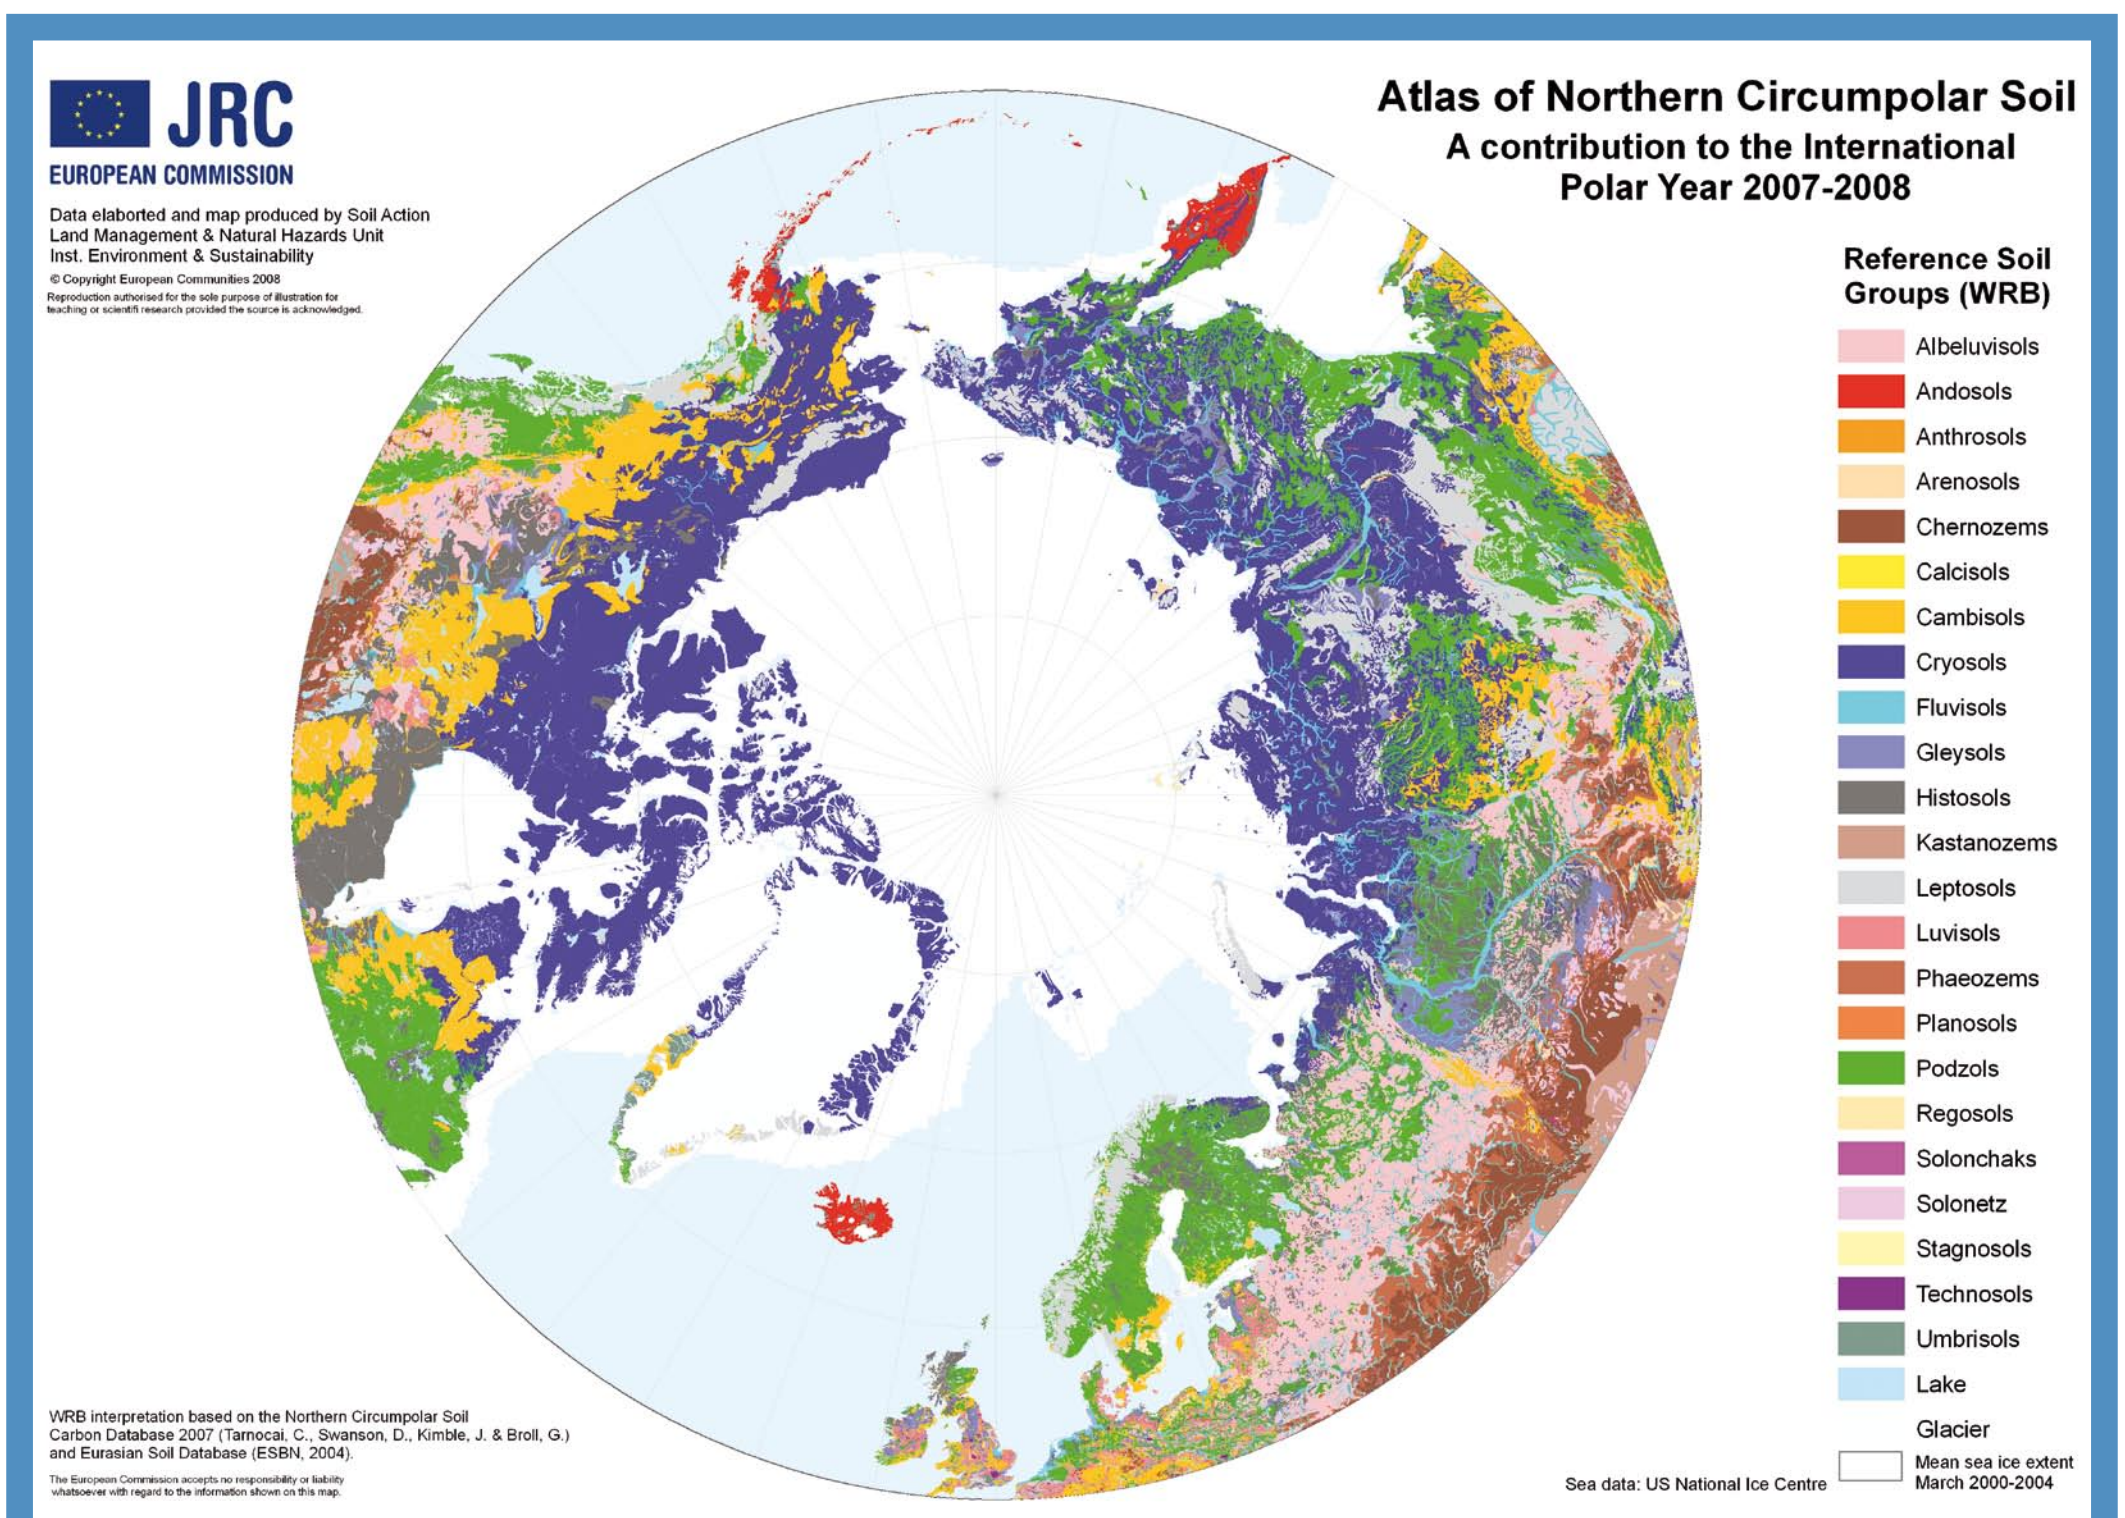 JRC
EUROPEAN COMMISSION
Data elaborted and map produced by Soil Action
Land Management & Natural Hazards Unit
Inst. Environment & Sustainability
© Copyright European Communities 2008
Reproduction authorised for the sole purpose of illustration for
teaching or scientifi research provided the source is acknowledged.
Atlas of Northern Circumpolar Soil
A contribution to the International
Polar Year 2007-2008
Reference Soil
Groups (WRB)
Albeluvisols
Andosols
Anthrosols
Arenosols
Chernozems
Calcisols
Cambisols
Cryosols
Fluvisols
Gleysols
Histosols
Kastanozems
Leptosols
Luvisols
Phaeozems
Planosols
Podzols
Regosols
Solonchaks
Solonetz
Stagnosols
Technosols
Umbrisols
Lake
Glacier
Mean sea ice extent
March 2000-2004
Sea data: US National Ice Centre
WRB interpretation based on the Northern Circumpolar Soil
Carbon Database 2007 (Tarnocai, C., Swanson, D., Kimble, J. & Broll, G.)
and Eurasian Soil Database (ESBN, 2004).
The European Commission accepts no responsibility or liability
whatsoever with regard to the information shown on this map.